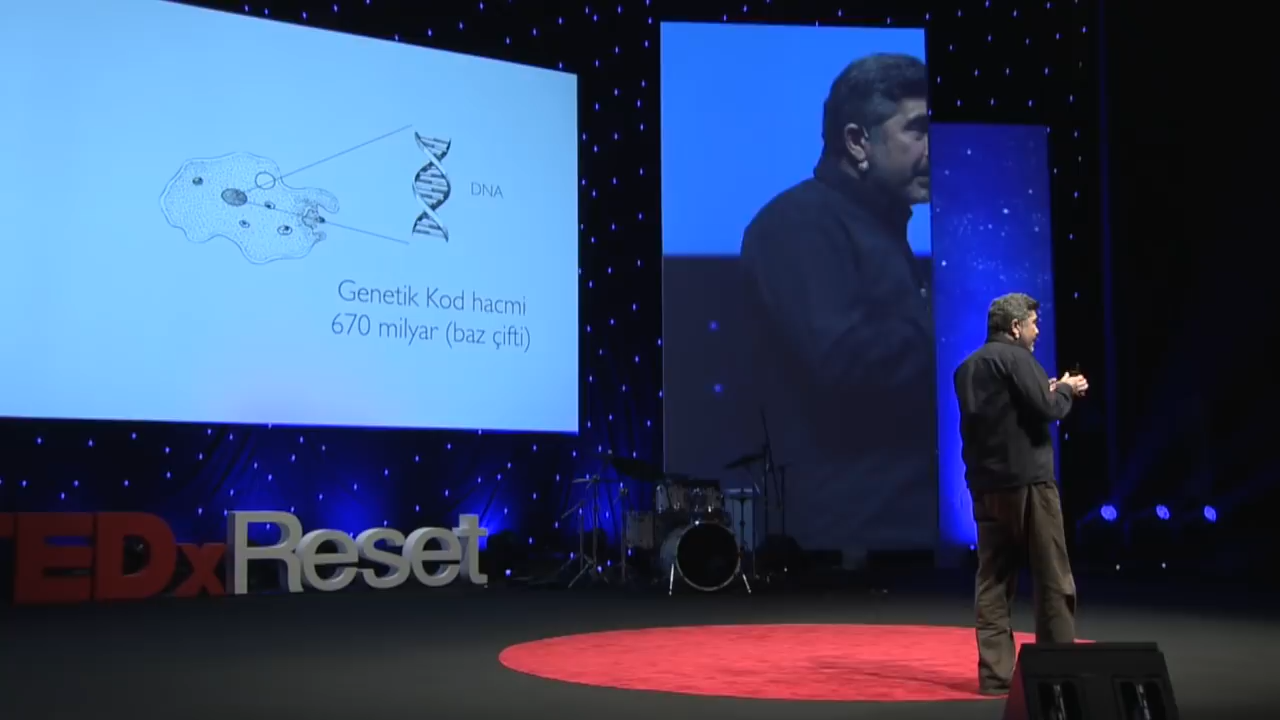 DNA
Genetik Kod hacmi
670 milyar (baz çifti)
TEDxReset